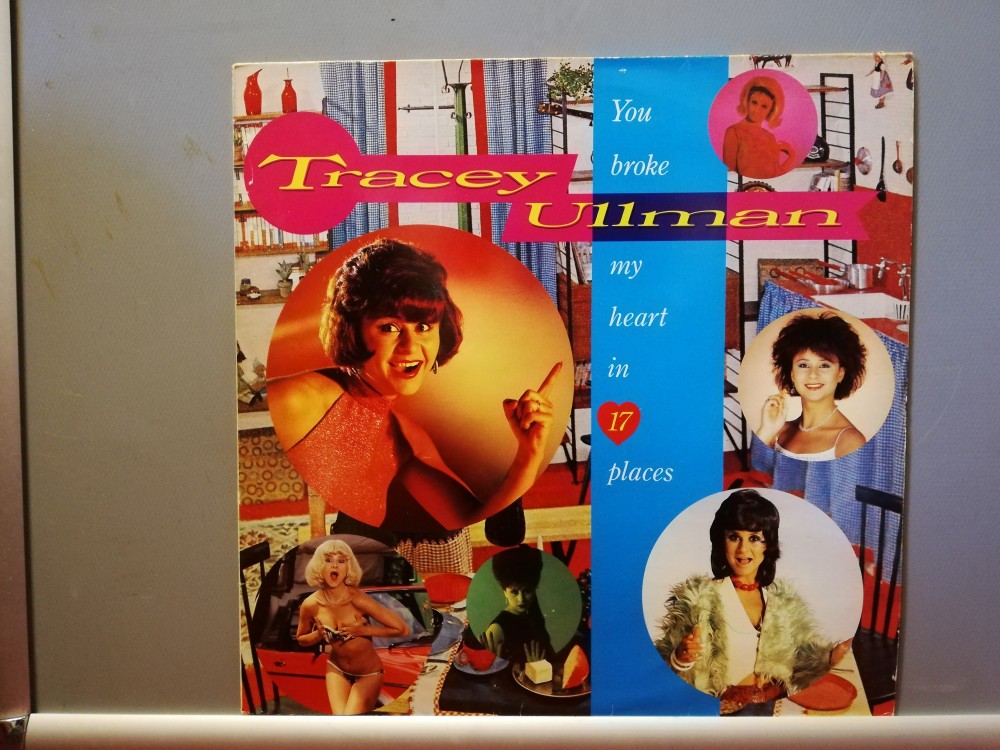 Tracey
Ullman
You
broke
my
heart
in
17
places